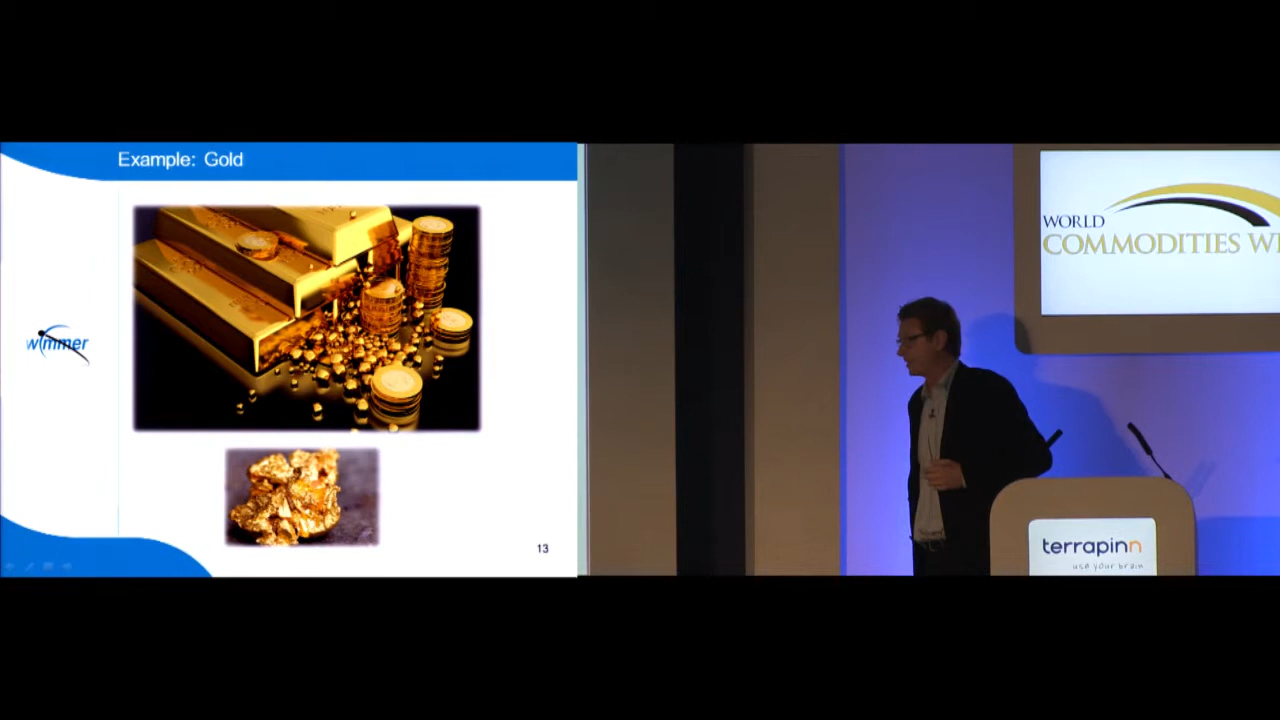 Example: Gold
wimmer
13
WORLD
COMMODITIES
terrapinn
use your brain